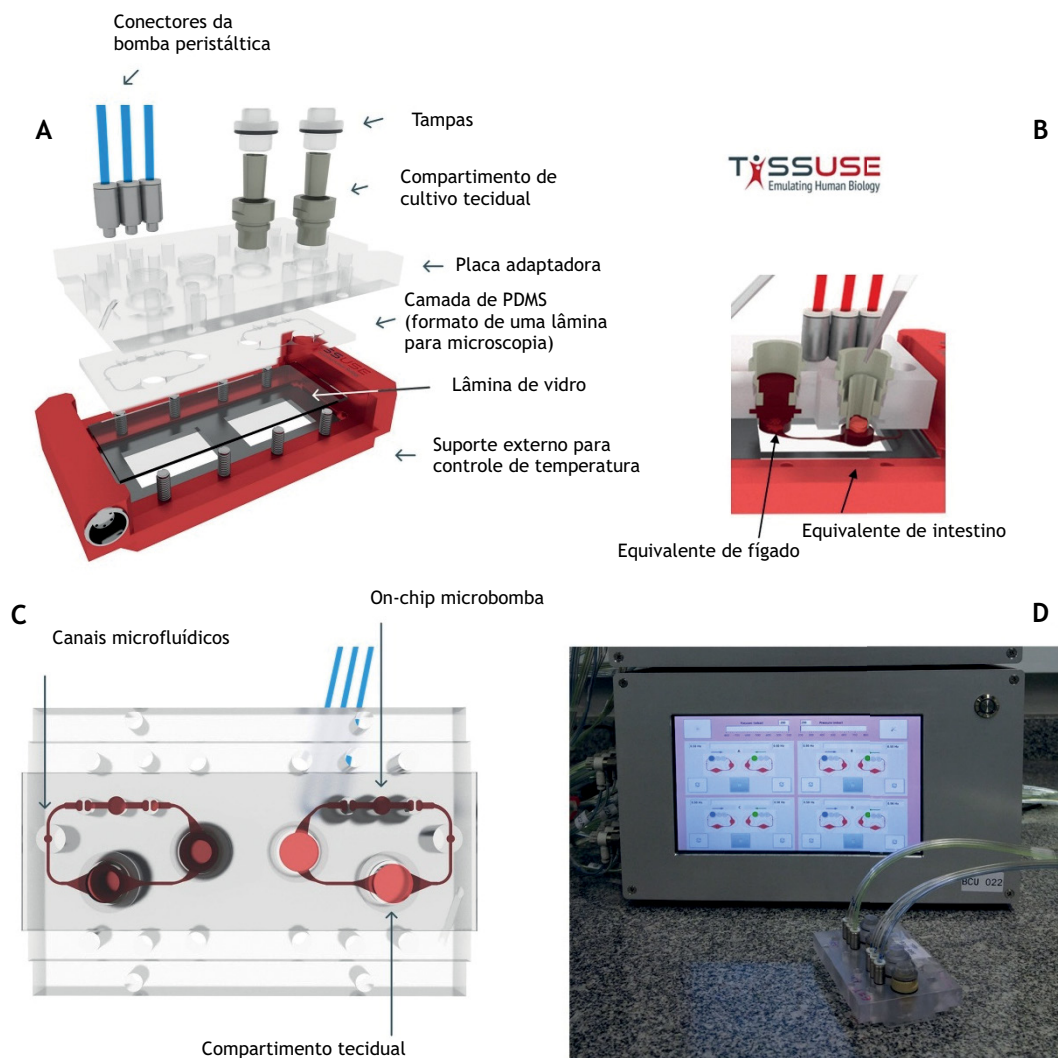 Conectores da
bomba peristáltica
A
Tampas
Compartimento de
cultivo tecidual
Placa adaptadora
Camada de PDMS
(formato de uma lâmina
para microscopia)
Lâmina de vidro
Suporte externo para
controle de temperatura
TISSUSE
B
TISSUSE
Emulating Human Biology
Equivalente de intestino
Equivalente de fígado
C
On-chip microbomba
Canais microfluídicos
Compartimento tecidual
D
BCU 022